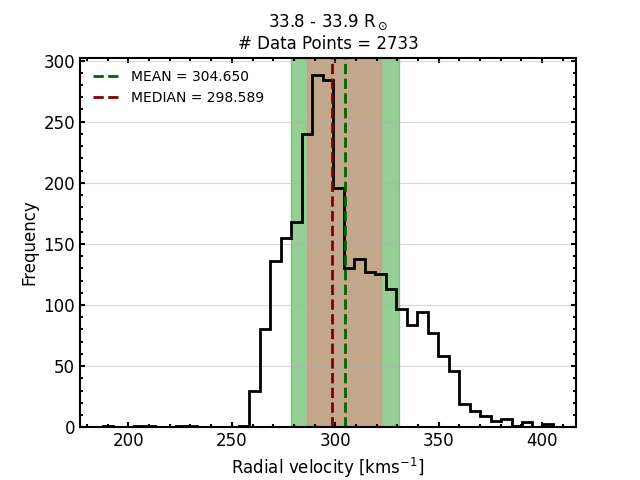 33.8 - 33.9 R⊙
# Data Points = 2733
MEAN = 304.650
MEDIAN = 298.589
Frequency
300
250
200
150
100
50
0
200 250 300 350 400
Radial velocity [kms⁻¹]